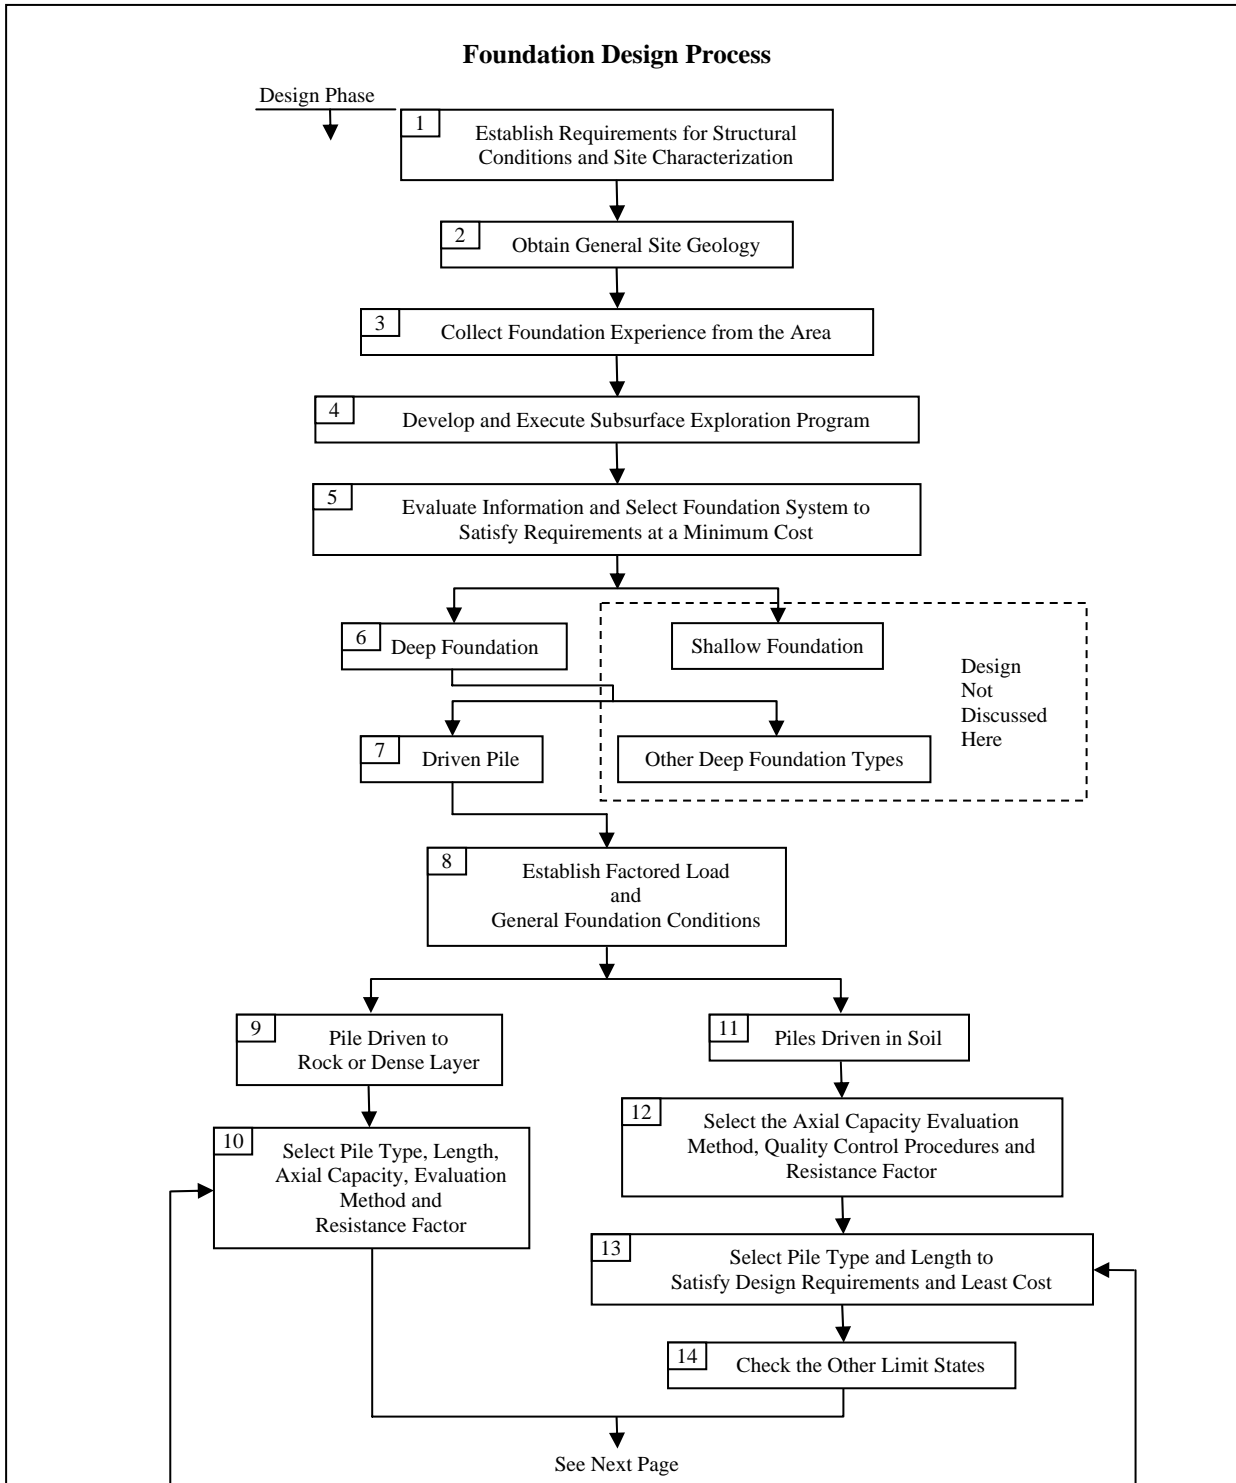 Foundation Design Process
Design Phase
1
Establish Requirements for Structural
Conditions and Site Characterization
2
Obtain General Site Geology
3
Collect Foundation Experience from the Area
4
Develop and Execute Subsurface Exploration Program
5
Evaluate Information and Select Foundation System to
Satisfy Requirements at a Minimum Cost
6
Deep Foundation
Shallow Foundation
Design
Not
Discussed
Here
7
Driven Pile
Other Deep Foundation Types
8
Establish Factored Load
and
General Foundation Conditions
9
Pile Driven to
Rock or Dense Layer
11
Piles Driven in Soil
10
Select Pile Type, Length,
Axial Capacity, Evaluation
Method and
Resistance Factor
12
Select the Axial Capacity Evaluation
Method, Quality Control Procedures and
Resistance Factor
13
Select Pile Type and Length to
Satisfy Design Requirements and Least Cost
14
Check the Other Limit States
See Next Page